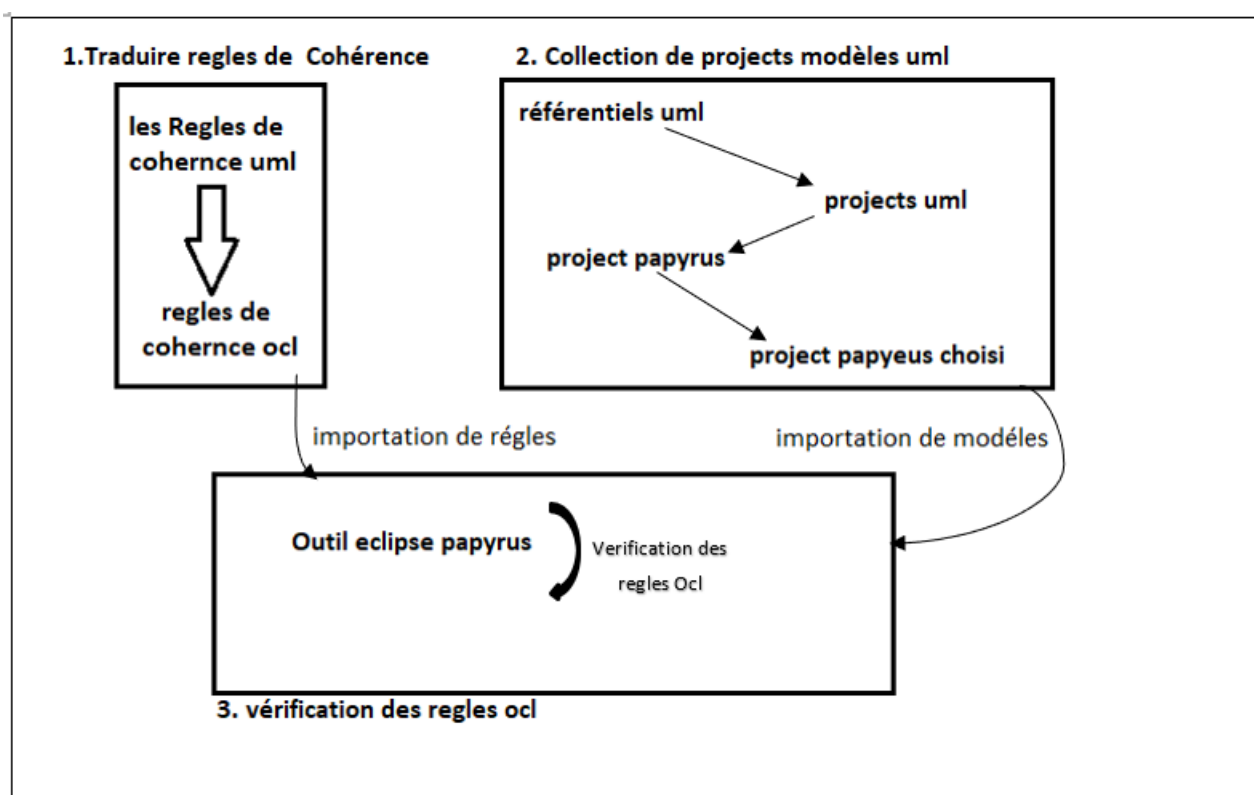 1.Traduire regles de Cohérence
les Regles de
cohernce uml
regles de
cohernce ocl
2. Collection de projects modèles uml
référentiels uml
projects uml
project papyrus
project papyeus choisi
importation de régles
importation de modéles
Outil eclipse papyrus
Verification des
regles Ocl
3. vérification des regles ocl